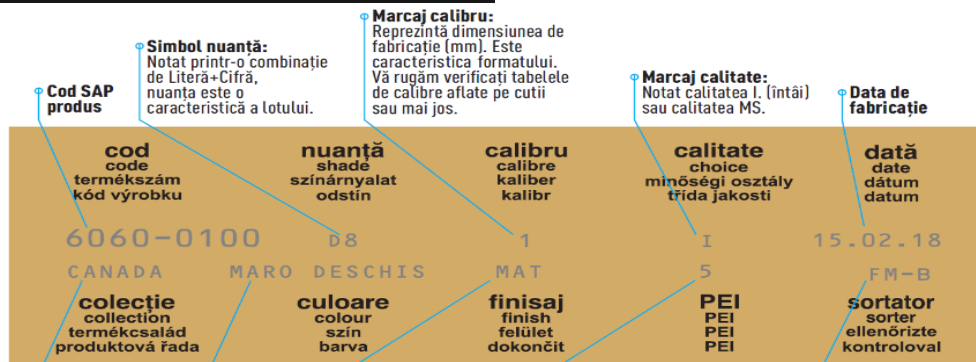 Marcaj calibru:
Reprezintă dimensiunea de
fabricație (mm). Este
caracteristica formatului.
Vă rugăm verificați tabelele
de calibre aflate pe cutii
sau mai jos.
Simbol nuanță:
Notat printr-o combinație
de Literă+Cifră,
nuanța este o
caracteristică a lotului.
Marcaj calitate:
Notat calitatea I. (întâi)
sau calitatea MS.
Cod SAP
produs
Data de
fabricație
cod nuanță calibru calitate dată
code shade calibre choice date
termékszám színárnyalat kaliber minőségi osztály dátum
kód výrobku odstín kalibr třída jakosti datum
6060-0100 D8 1 I 15.02.18
CANADA MARO DESCHIS MAT 5 FM-B
colecție culoare finisaj PEI sortator
collection colour finish PEI sorter
termékcsalád szín felület PEI ellenőrizte
produktová řada barva dokončit PEI kontroloval